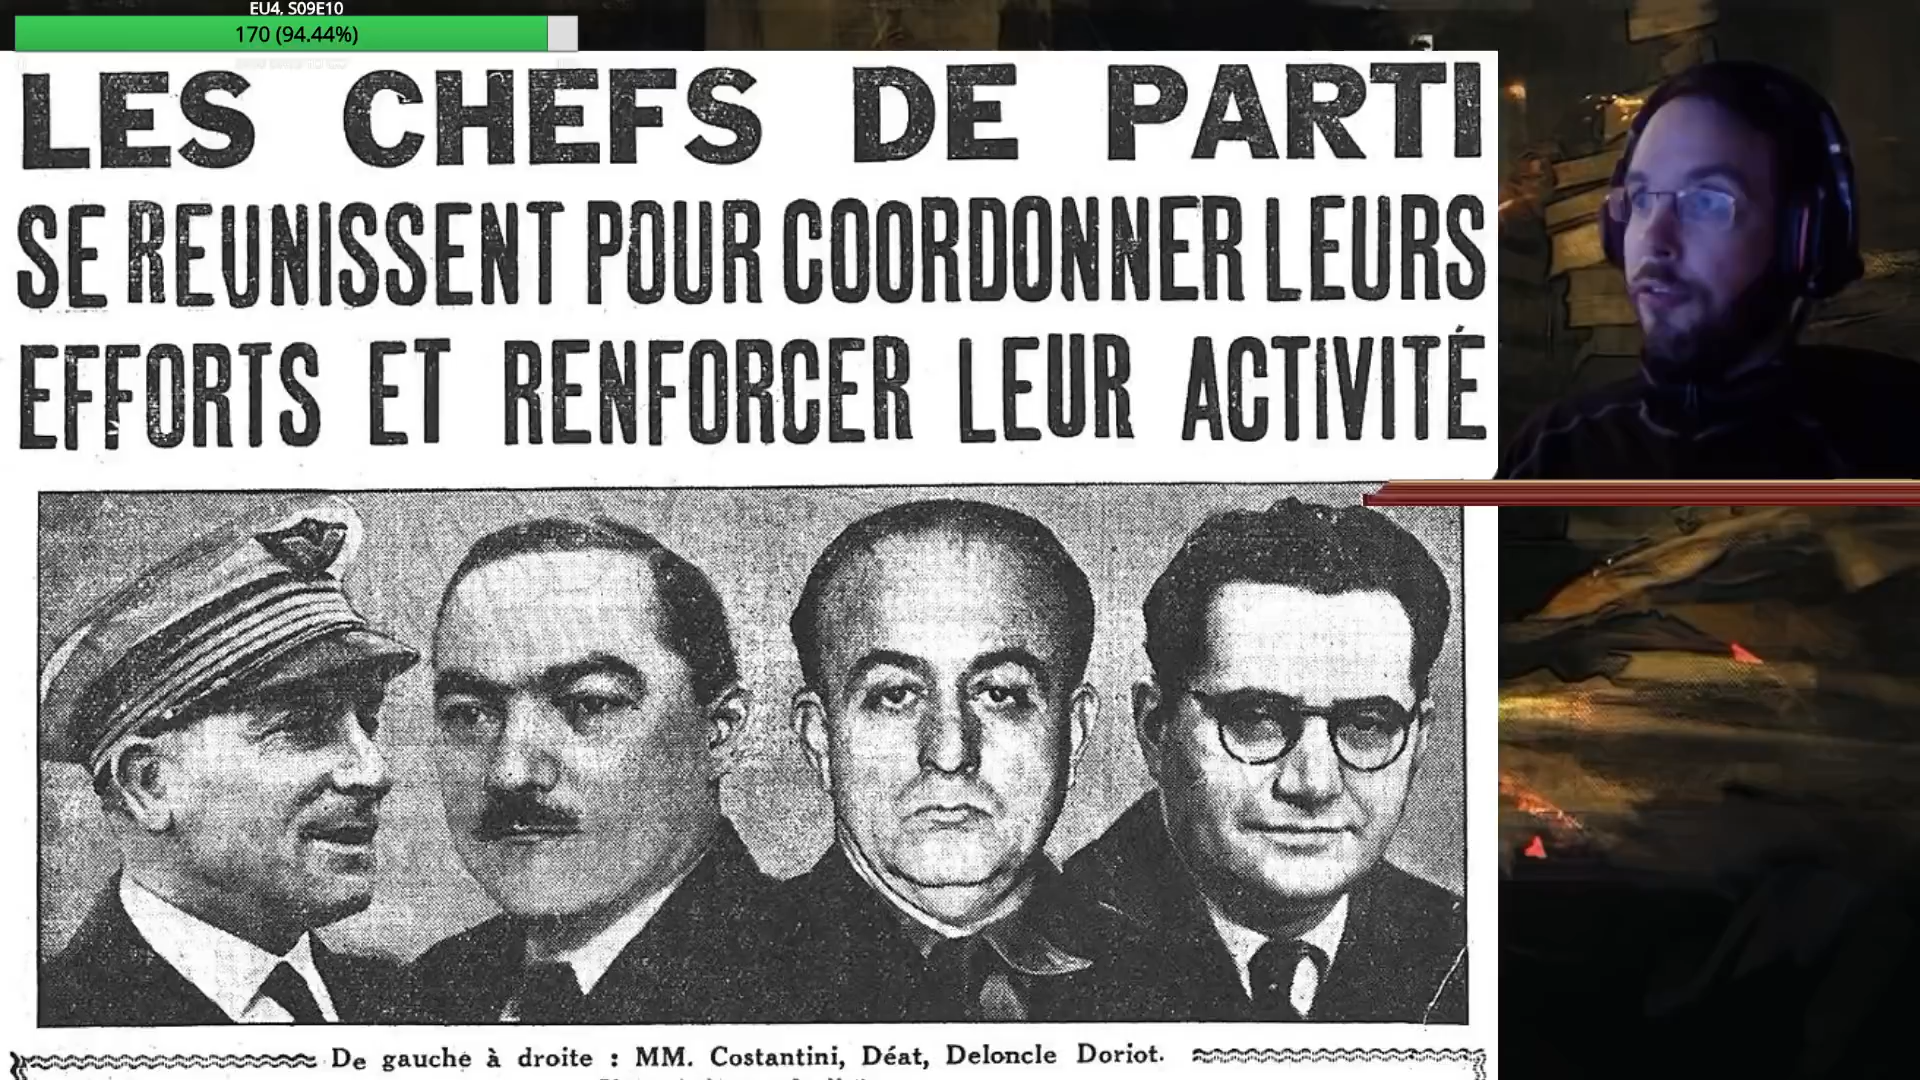 EU4, S09E10
170 (94.44%)
LES CHEFS DE PARTI
SE REUNISSENT POUR COORDONNER LEURS
EFFORTS ET RENFORCER LEUR ACTIVITÉ
De gauche à droite : MM. Costantini, Déat, Deloncle Doriot.